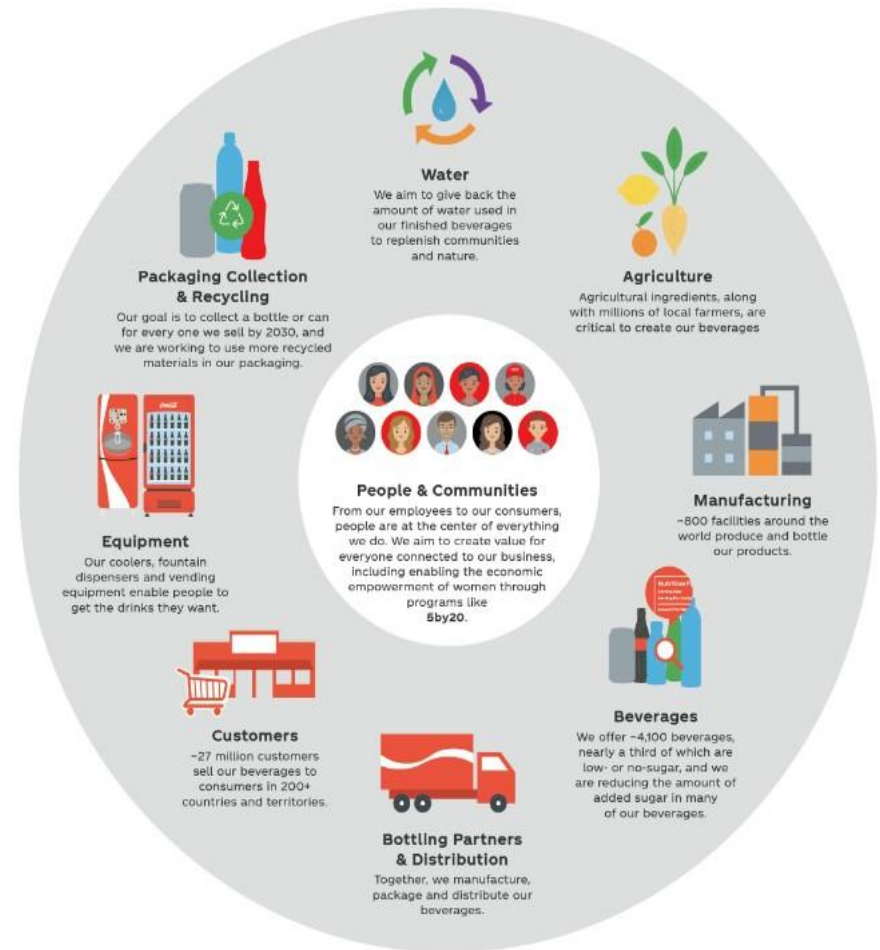 Water
We aim to give back the
amount of water used in
our finished beverages
to replenish communities
and nature.
Agriculture
Agricultural ingredients, along
with millions of local farmers, are
critical to create our beverages
Manufacturing
~800 facilities around the
world produce and bottle
our products.
Beverages
We offer ~4,100 beverages,
nearly a third of which are
low- or no-sugar, and we
are reducing the amount of
added sugar in many
of our beverages.
Bottling Partners
& Distribution
Together, we manufacture,
package and distribute our
beverages.
Customers
~27 million customers
sell our beverages to
consumers in 200+
countries and territories.
Equipment
Our coolers, fountain
dispensers and vending
equipment enable people to
get the drinks they want.
Packaging Collection
& Recycling
Our goal is to collect a bottle or can
for every one we sell by 2030, and
we are working to use more recycled
materials in our packaging.
People & Communities
From our employees to our consumers,
people are at the center of everything
we do. We aim to create value for
everyone connected to our business,
including enabling the economic
empowerment of women through
programs like
5by20.